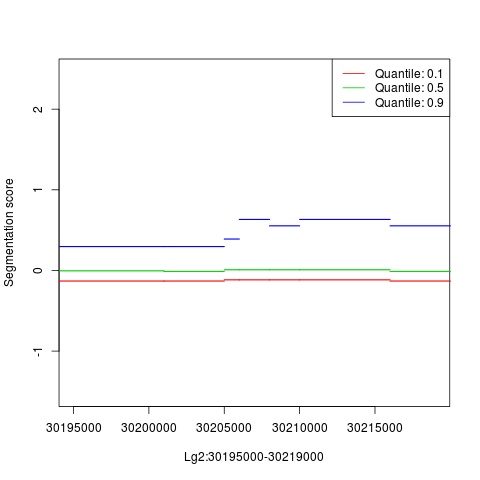 Quantile: 0.1
Quantile: 0.5
Quantile: 0.9
2
1
0
-1
Segmentation score
30195000 30200000 30205000 30210000 30215000
Lg2:30195000-30219000